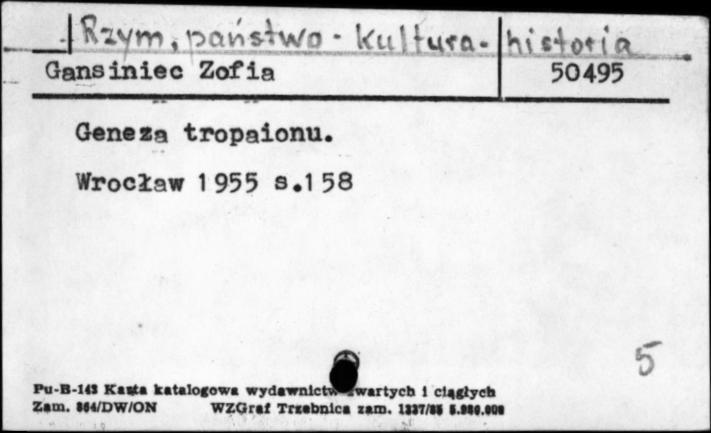 Rzym, państwo - kultura - historia
Gansiniec Zofia 50495
Geneza tropaionu.
Wrocław 1955 s.158
5
Pu-B-143 Karta katalogowa wydawnictw zwartych i ciągłych
Zam. 864/DW/ON WZGraf Trzebnica zam.